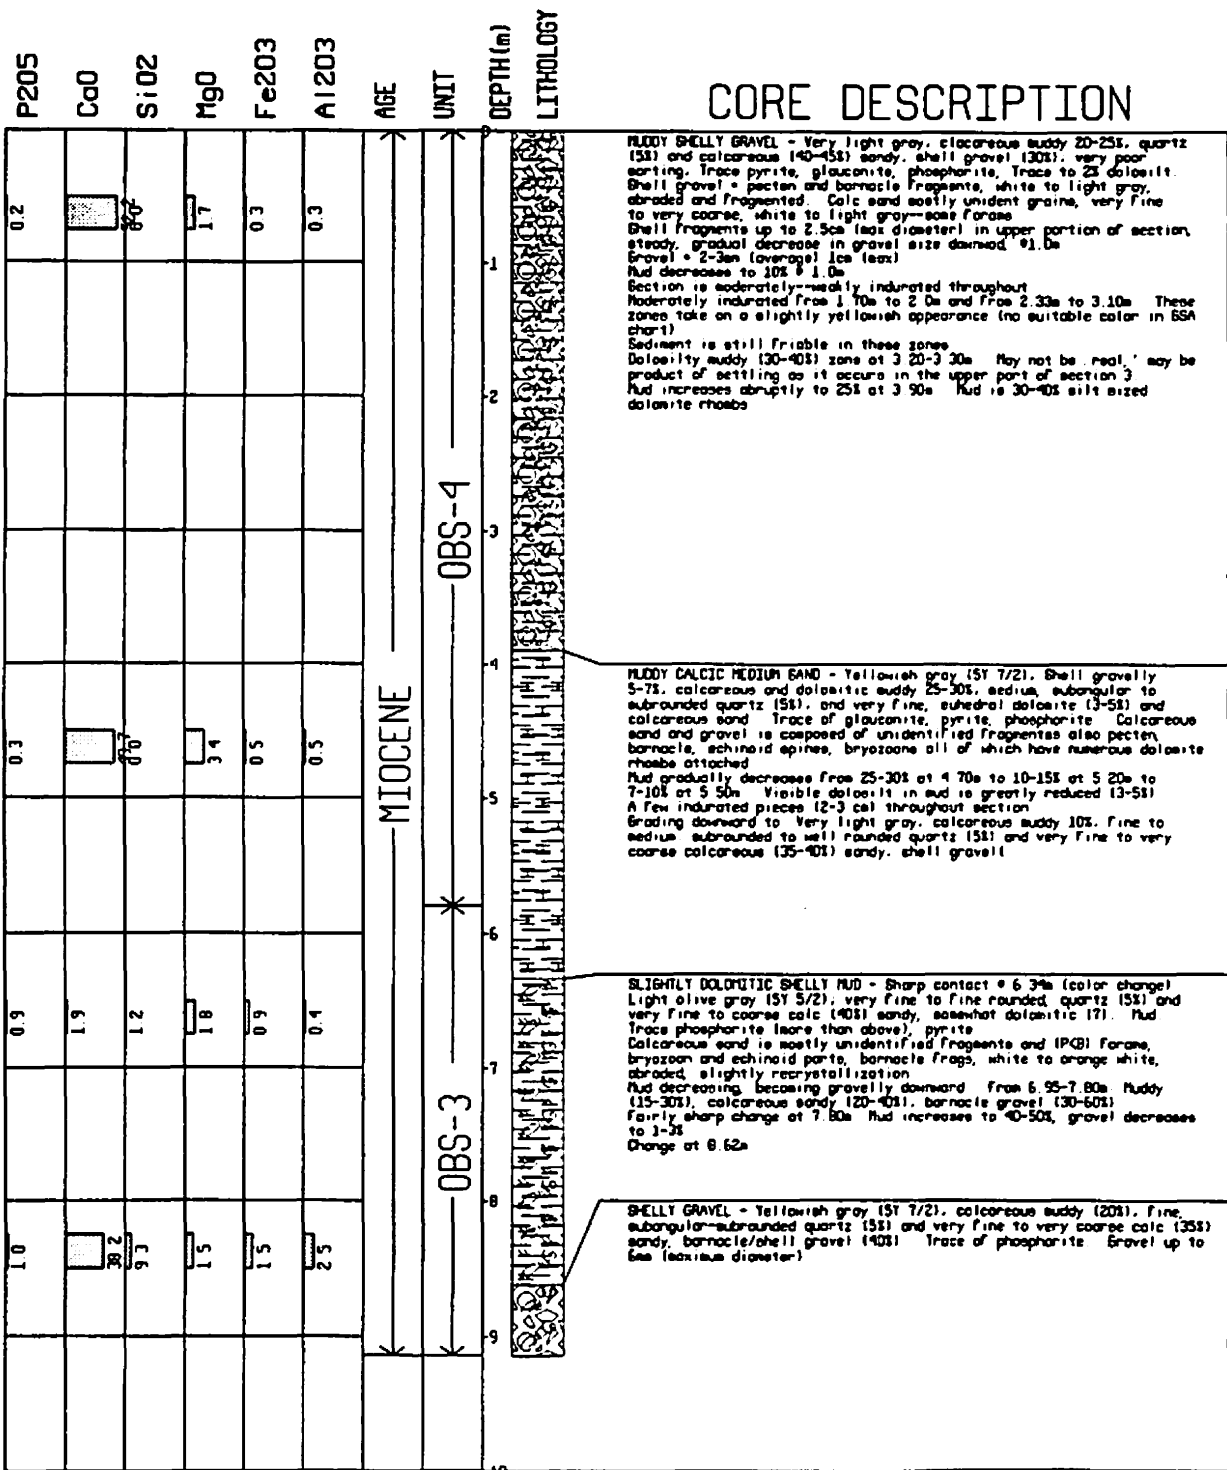 P2O5
CaO
SiO2
MgO
Fe2O3
Al2O3
AGE
UNIT
DEPTH(m)
LITHOLOGY
CORE DESCRIPTION
0
MUDDY SHELLY GRAVEL - Very light gray, clacareous muddy 20-25%, quartz
(5%) and calcareous (40-45%) sandy, shell gravel (30%), very poor
sorting, Trace pyrite, glauconite, phosphorite, Trace to 2% dolosilt.
Shell gravel = pecten and barnacle fragments, white to light gray,
abraded and fragmented. Calc sand mostly unident grains, very fine
to very coarse, white to light gray--some forams
Shell fragments up to 2.5cm (max diameter) in upper portion of section,
steady, gradual decrease in gravel size downwad, @1.0m
Gravel = 2-3mm (average) 1cm (max)
Mud decreases to 10% @ 1.0m
Section is moderately--weakly indurated throughout
Moderately indurated from 1.70m to 2.0m and from 2.33m to 3.10m These
zones take on a slightly yellowish appearance (no suitable color in GSA
chart)
Sediment is still friable in these zones
Dolosilty muddy (30-40%) zone at 3.20-3.30m May not be real, may be
product of settling as it occurs in the upper part of section 3
Mud increases abruptly to 25% at 3.90m Mud is 30-40% silt sized
dolomite rhombs
0.2
1.7
0.3
0.3
1
2
3
4
OBS-4
MIOCENE
MUDDY CALCIC MEDIUM SAND - Yellowish gray (5Y 7/2), Shell gravelly
5-7%, calcareous and dolomitic muddy 25-30%, medium, subangular to
subrounded quartz (5%), and very fine, euhedral dolomite (3-5%) and
calcareous sand Trace of glauconite, pyrite, phosphorite Calcareous
sand and gravel is composed of unidentified fragmentss also pecten,
barnacle, echinoid spines, bryozoans all of which have numerous dolomite
rhombs attached
Mud gradually decreases from 25-30% at 4 70m to 10-15% at 5 20m to
7-10% at 5 50m Visible dolosilt in mud is greatly reduced (3-5%)
A few indurated pieces (2-3 cm) throughout section
Grading downward to Very light gray, calcareous muddy 10%, fine to
medium subrounded to well rounded quartz (5%) and very fine to very
coarse calcareous (35-40%) sandy, shell gravel(
0.3
3 4
0.5
0.5
5
6
SLIGHTLY DOLOMITIC SHELLY MUD - Sharp contact @ 6 34m (color change)
Light olive gray (5Y 5/2), very fine to fine rounded, quartz (5%) and
very fine to coarse calc (40%) sandy, somewhat dolomitic (?). Mud
Trace phosphorite (more than above), pyrite
Calcareous sand is mostly unidentified fragments and (PKB) forams,
bryozoan and echinoid parts, barnacle frags, white to orange white,
abraded, slightly recrystallization
Mud decreasing, becoming gravelly downward From 6.95-7.80m Muddy
(15-30%), calcareous sandy (20-40%), barnacle gravel (30-60%)
Fairly sharp change at 7.80m Mud increases to 40-50%, gravel decreases
to 1-3%
Change at 8.62m
0.9
1.9
1 2
1 8
0 9
0.4
7
OBS-3
8
SHELLY GRAVEL - Yellowish gray (5Y 7/2), calcareous muddy (20%), fine,
subangular-subrounded quartz (5%) and very fine to very coarse calc (35%)
sandy, barnacle/shell gravel (40%) Trace of phosphorite Gravel up to
6mm (maximum diameter)
1.0
38 2
9 3
1 5
1 5
2 5
9
10